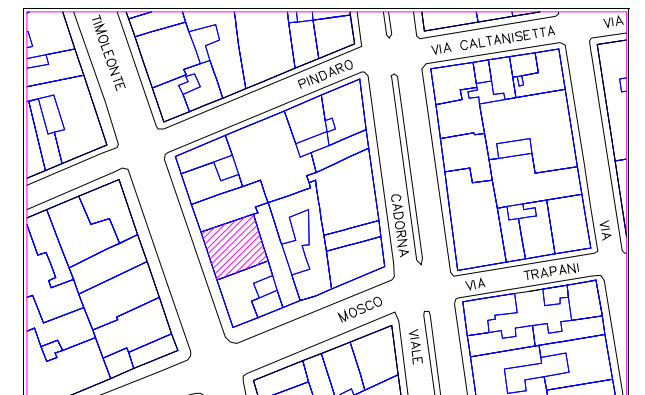 TIMOLEONTE
VIA CALTANISETTA
VIA
PINDARO
CADORNA
VIA
VIA TRAPANI
MOSCO
VIALE